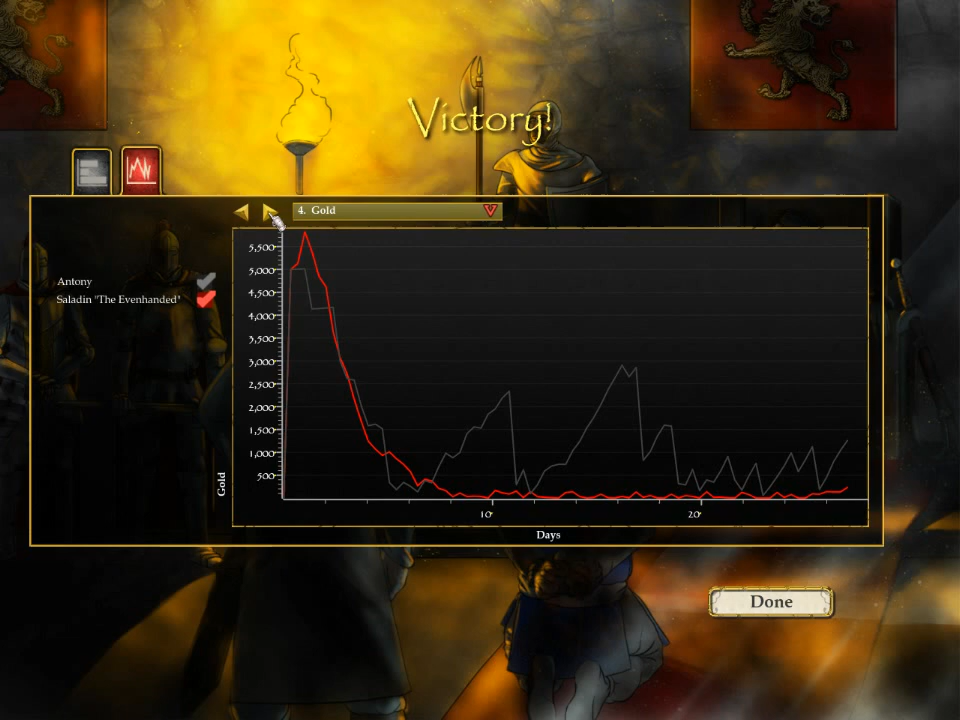 Victory!
4. Gold
Antony
Saladin "The Evenhanded"
5,500
5,000
4,500
4,000
3,500
3,000
2,500
2,000
1,500
1,000
500
Gold
10
20
Days
Done